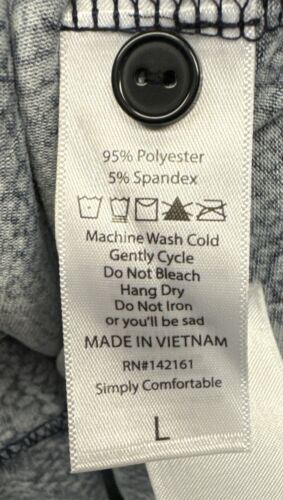 95% Polyester
5% Spandex
Machine Wash Cold
Gently Cycle
Do Not Bleach
Hang Dry
Do Not Iron
or you'll be sad
MADE IN VIETNAM
RN#142161
Simply Comfortable
L